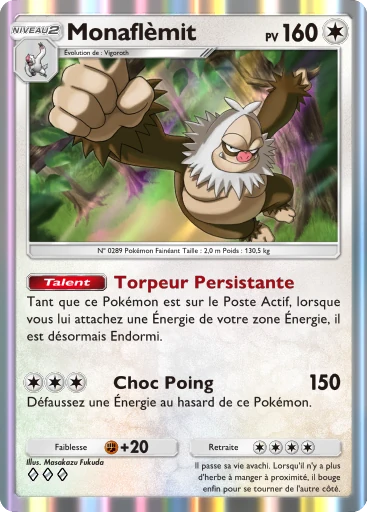 NIVEAU 2
Monaflèmit
PV 160
Évolution de : Vigoroth
N° 0289 Pokémon Fainéant Taille : 2,0 m Poids : 130,5 kg
Talent Torpeur Persistante
Tant que ce Pokémon est sur le Poste Actif, lorsque
vous lui attachez une Énergie de votre zone Énergie, il
est désormais Endormi.
Choc Poing 150
Défaussez une Énergie au hasard de ce Pokémon.
Faiblesse +20
Retraite
Illus. Masakazu Fukuda
Il passe sa vie avachi. Lorsqu'il n'y a plus
d'herbe à manger à proximité, il bouge
enfin pour se tourner de l'autre côté.